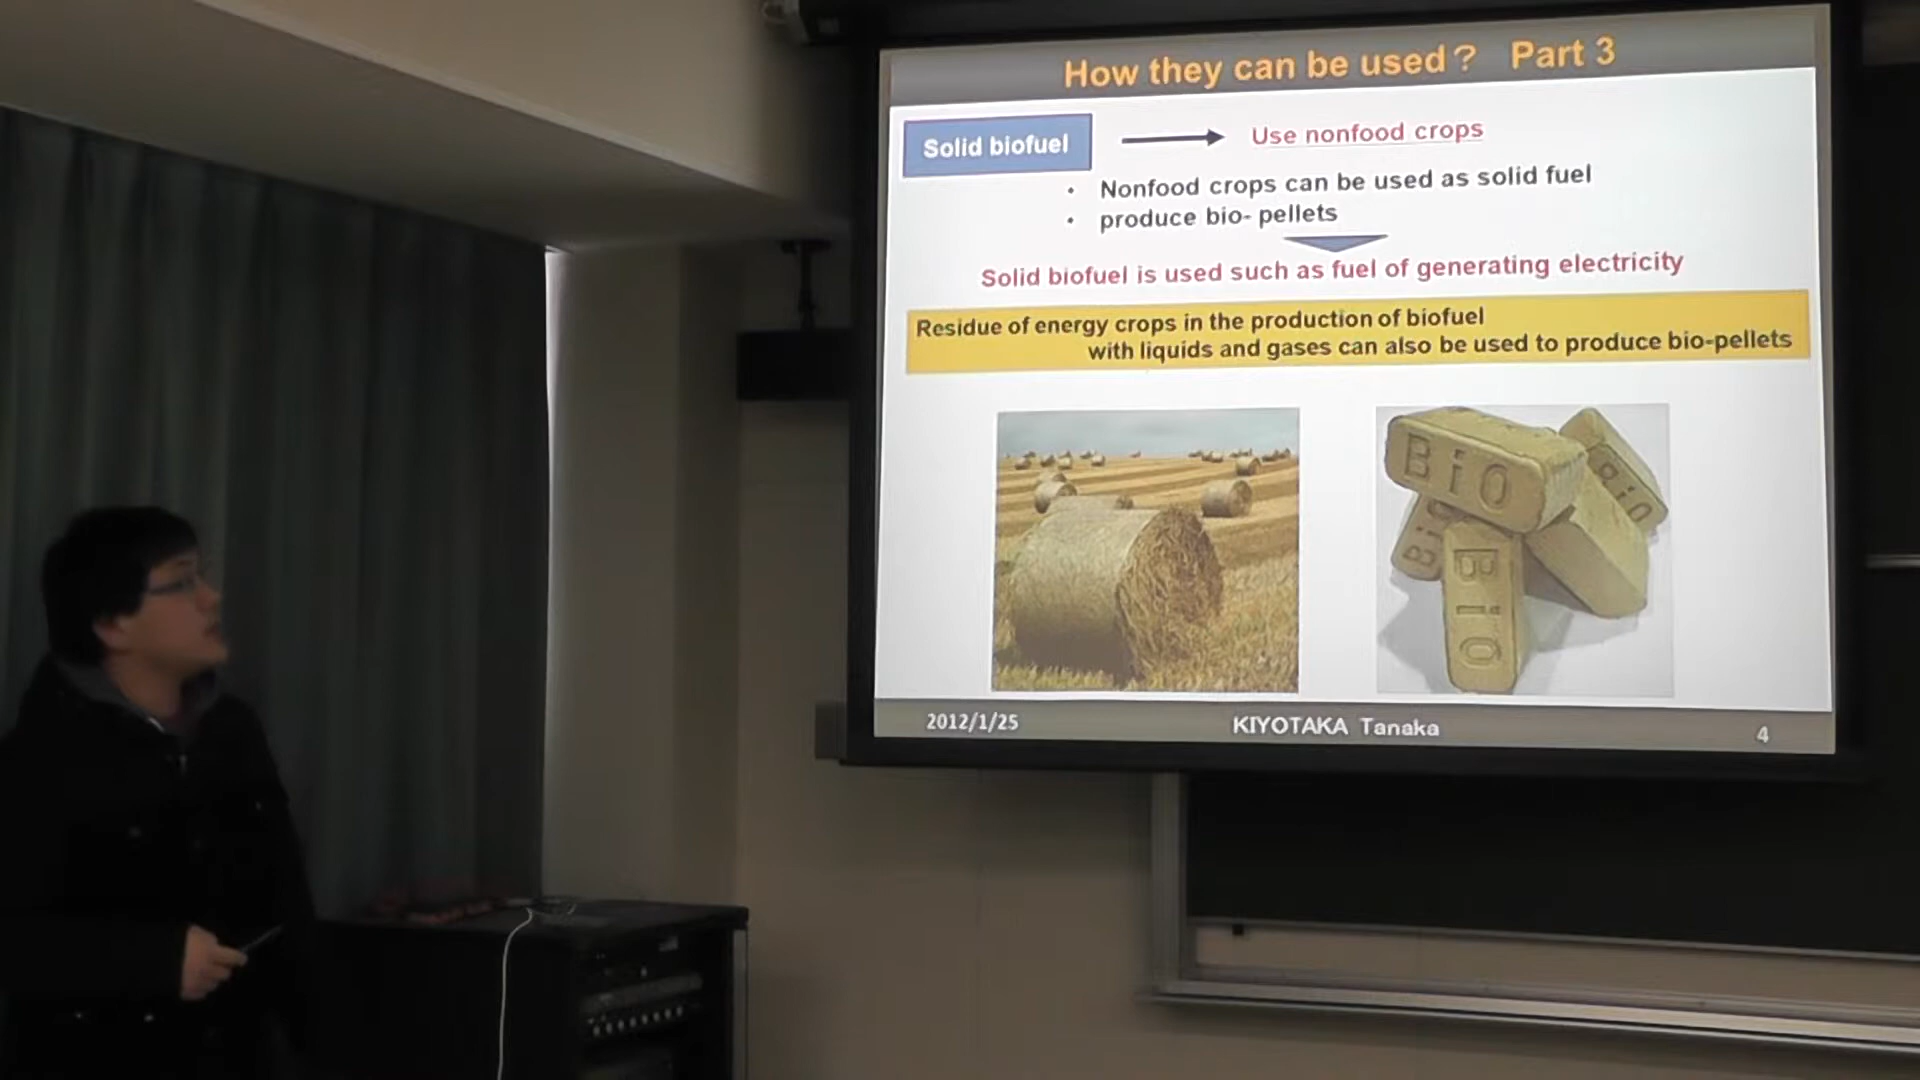 How they can be used? Part 3
Solid biofuel
Use nonfood crops
• Nonfood crops can be used as solid fuel
• produce bio- pellets
Solid biofuel is used such as fuel of generating electricity
Residue of energy crops in the production of biofuel
with liquids and gases can also be used to produce bio-pellets
BiO
BiO
BiO
BiO
2012/1/25
KIYOTAKA Tanaka
4